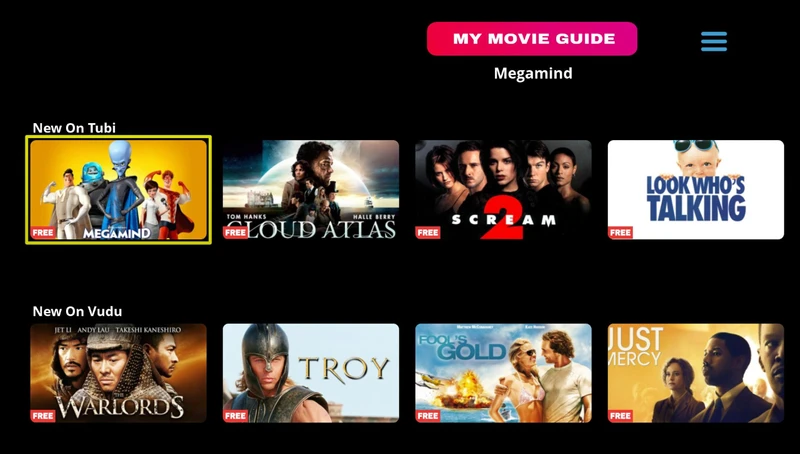 MY MOVIE GUIDE
Megamind
New On Tubi
MEGAMIND
FREE
TOM HANKS HALLE BERRY
CLOUD ATLAS
FREE
SCREAM
2
FREE
LOOK WHO'S
TALKING
FREE
New On Vudu
JET LI ANDY LAU TAKESHI KANESHIRO
THE
WARLORDS
FREE
TROY
FREE
FOOL'S
GOLD
FREE
JUST
MERCY
FREE